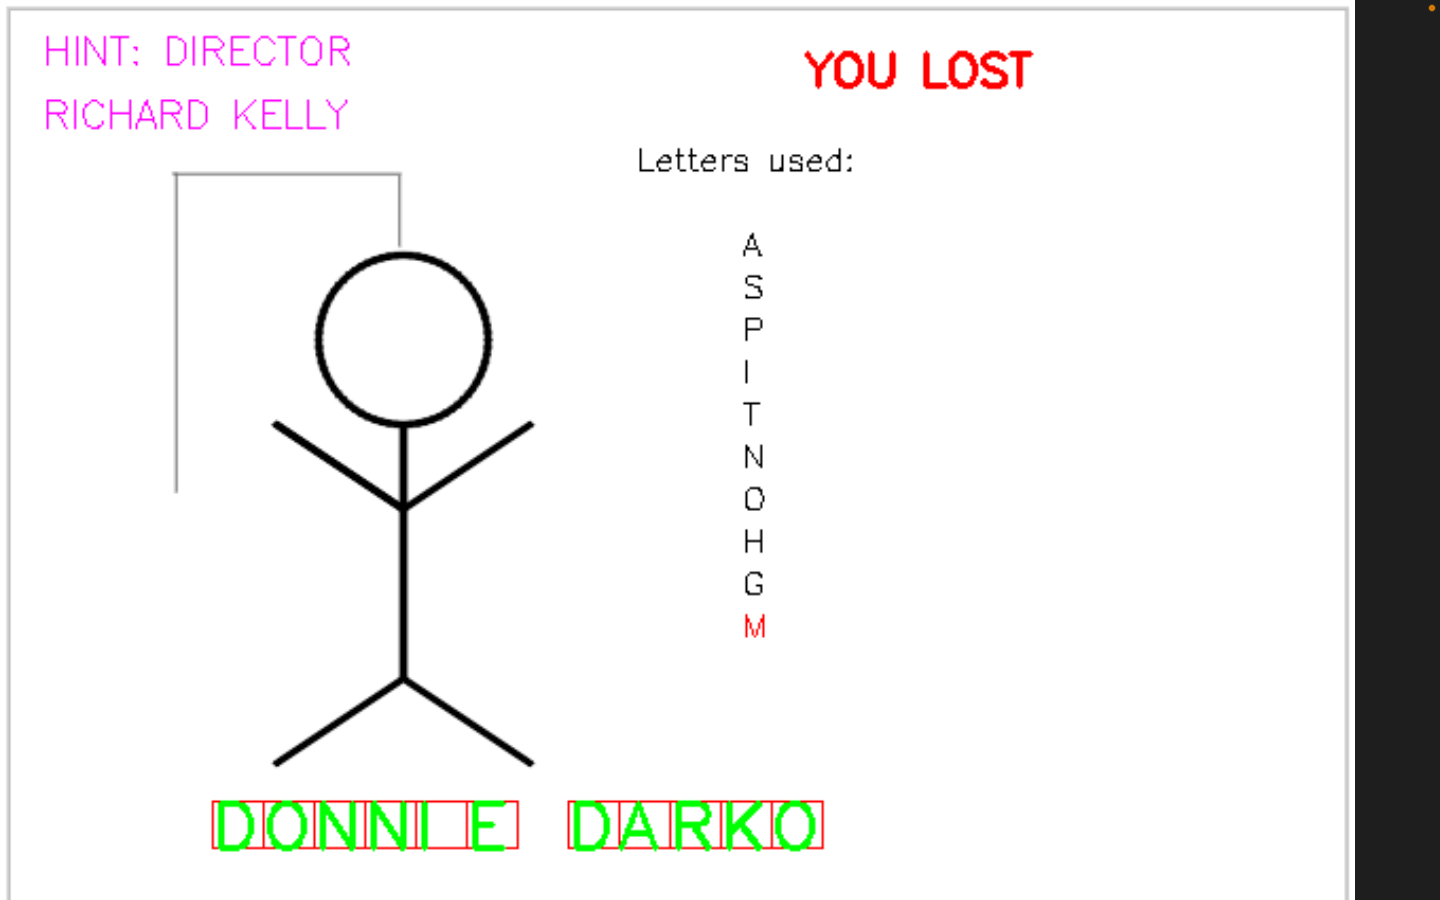 HINT: DIRECTOR
RICHARD KELLY
YOU LOST
Letters used:
A
S
P
I
T
N
O
H
G
M
DONNIE DARKO